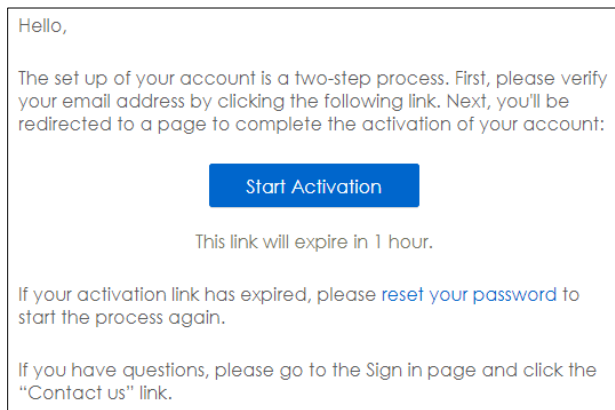 Hello,
The set up of your account is a two-step process. First, please verify
your email address by clicking the following link. Next, you'll be
redirected to a page to complete the activation of your account:
Start Activation
This link will expire in 1 hour.
If your activation link has expired, please reset your password to
start the process again.
If you have questions, please go to the Sign in page and click the
“Contact us” link.